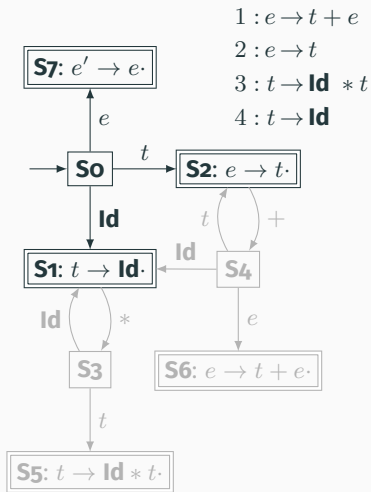 1 : e → t + e
2 : e → t
3 : t → Id * t
4 : t → Id
S7: e′ → e·
e
S0
t
S2: e → t·
Id
t
+
S1: t → Id·
Id
S4
Id
*
e
S3
S6: e → t + e·
t
S5: t → Id * t·